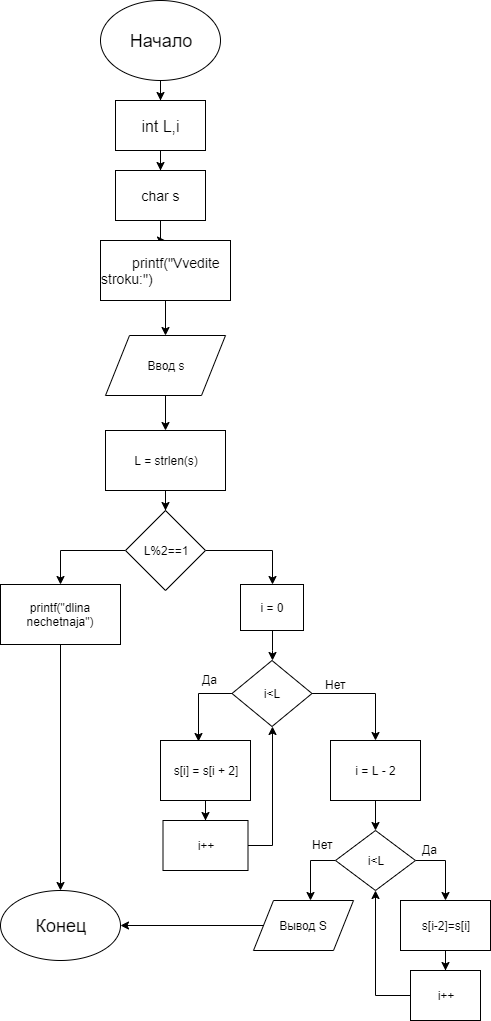 Начало
int L,i
char s
printf("Vvedite
stroku:")
Ввод s
L = strlen(s)
L%2==1
printf("dlina
nechetnaja")
i = 0
Да
i<L
Нет
s[i] = s[i + 2]
i = L - 2
i++
Нет
i<L
Да
Конец
Вывод S
s[i-2]=s[i]
i++